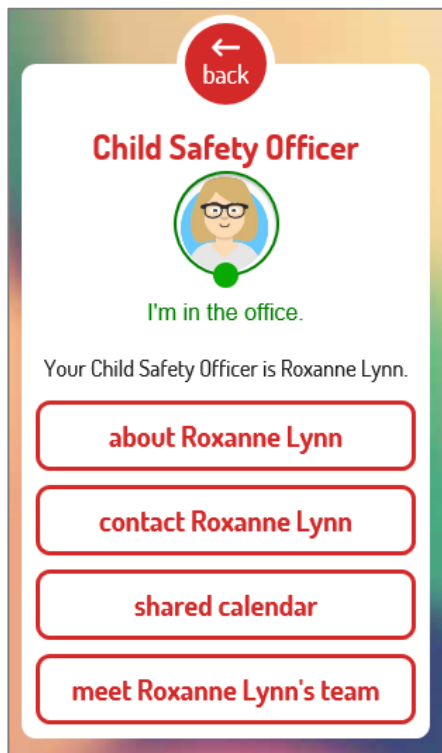 back
Child Safety Officer
I'm in the office.
Your Child Safety Officer is Roxanne Lynn.
about Roxanne Lynn
contact Roxanne Lynn
shared calendar
meet Roxanne Lynn's team